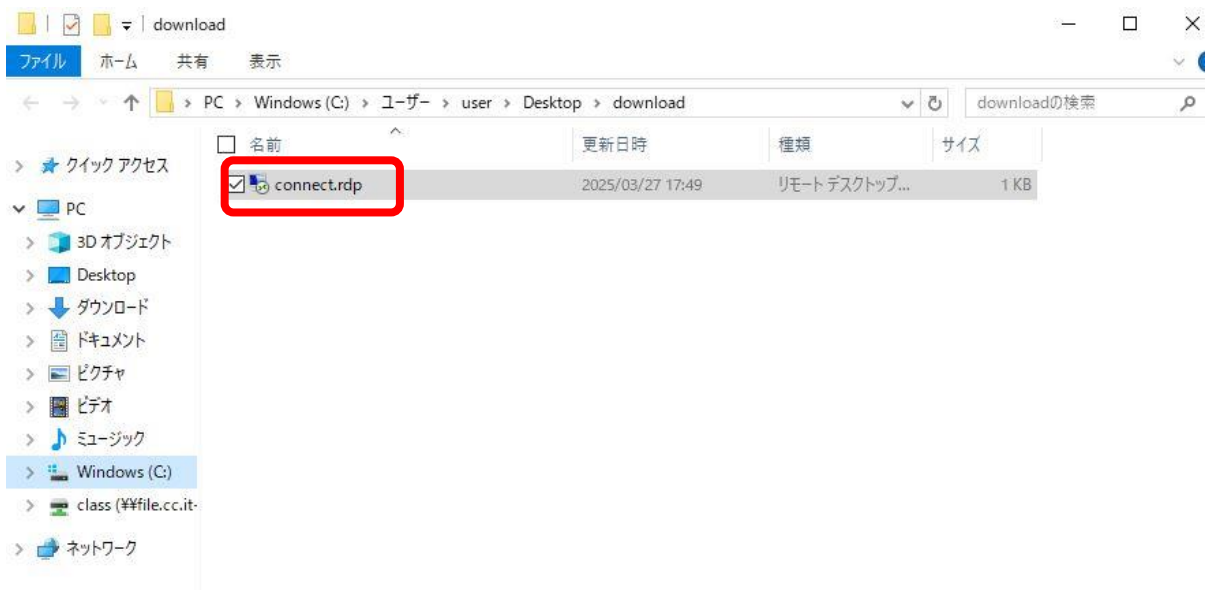 download
ファイル ホーム 共有 表示
PC › Windows (C:) › ユーザー › user › Desktop › download downloadの検索
名前 更新日時 種類 サイズ
クイック アクセス
connect.rdp 2025/03/27 17:49 リモート デスクトップ... 1 KB
PC
3D オブジェクト
Desktop
ダウンロード
ドキュメント
ピクチャ
ビデオ
ミュージック
Windows (C:)
class (¥¥file.cc.it-
ネットワーク